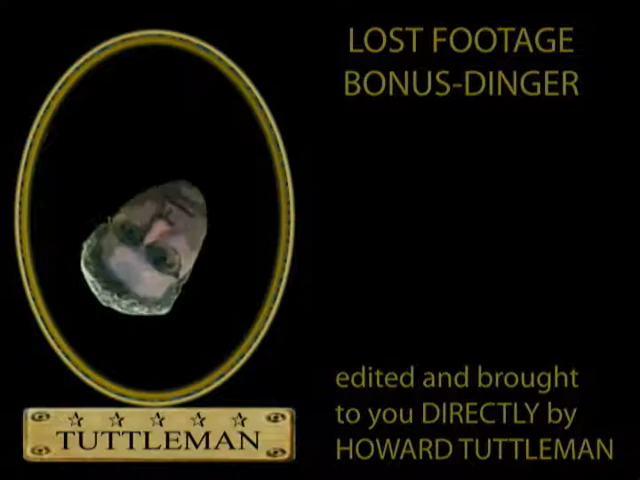 LOST FOOTAGE
BONUS-DINGER
edited and brought
to you DIRECTLY by
HOWARD TUTTLEMAN
TUTTLEMAN